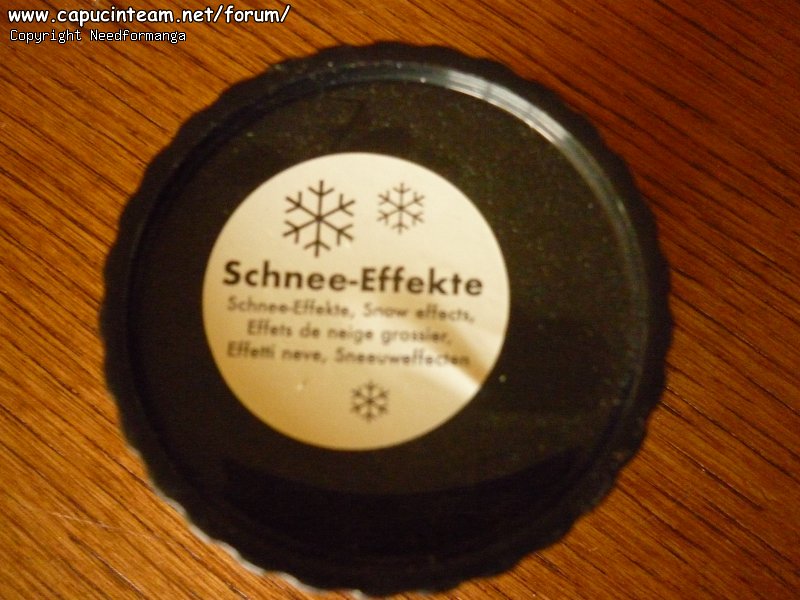 www.capucinteam.net/forum/
Copyright Needformanga
Schnee-Effekte
Schnee-Effekte, Snow effects,
Effets de neige grossier,
Effetti neve, Sneeuweffecten